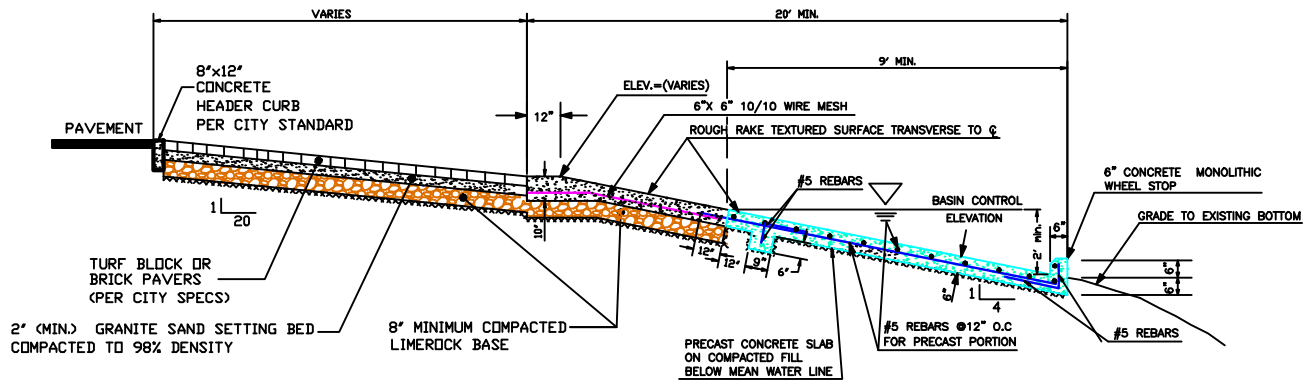 VARIES
20' MIN.
9' MIN.
8"x12"
CONCRETE
HEADER CURB
PER CITY STANDARD
PAVEMENT
ELEV.=(VARIES)
12"
6"X 6" 10/10 WIRE MESH
ROUGH RAKE TEXTURED SURFACE TRANSVERSE TO ℄
#5 REBARS
BASIN CONTROL
ELEVATION
6" CONCRETE MONOLITHIC
WHEEL STOP
GRADE TO EXISTING BOTTOM
6"
2' min.
6"
6"
1
20
10"
12"
12"
9"
6"
6"
1
4
TURF BLOCK OR
BRICK PAVERS
(PER CITY SPECS)
2" (MIN.) GRANITE SAND SETTING BED
COMPACTED TO 98% DENSITY
8" MINIMUM COMPACTED
LIMEROCK BASE
PRECAST CONCRETE SLAB
ON COMPACTED FILL
BELOW MEAN WATER LINE
#5 REBARS @12" O.C
FOR PRECAST PORTION
#5 REBARS